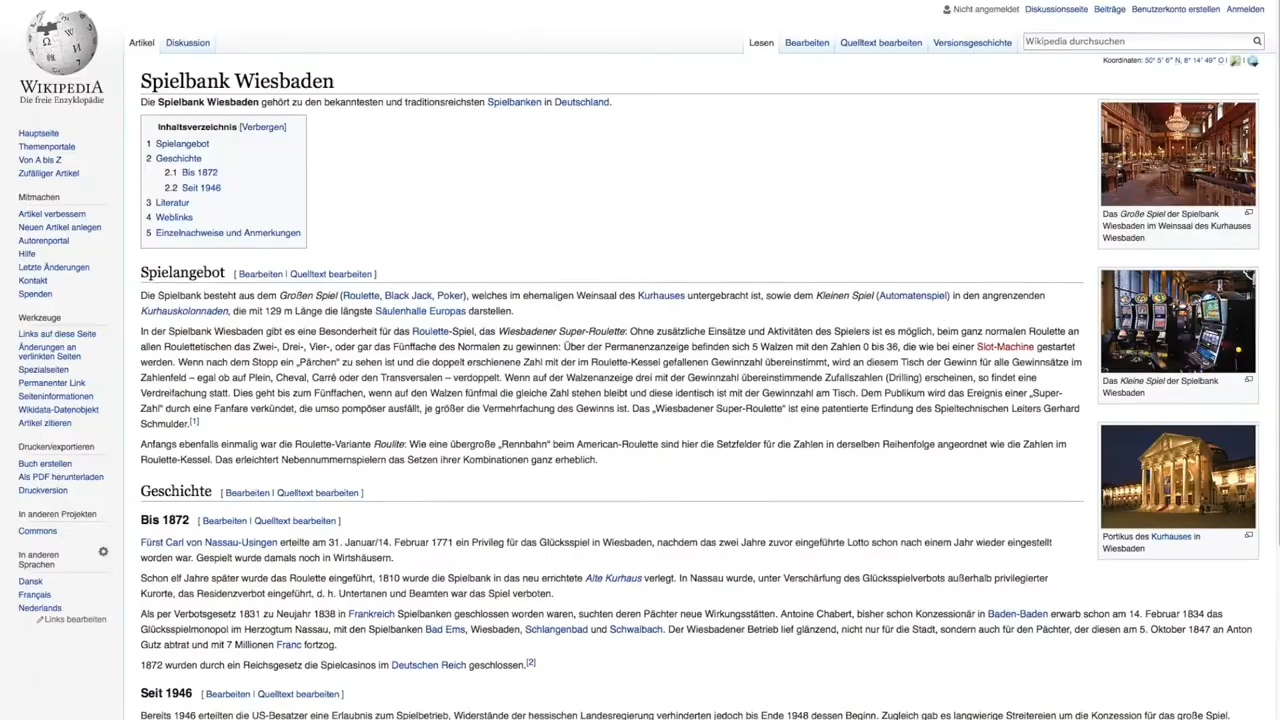 Nicht angemeldet Diskussionsseite Beiträge Benutzerkonto erstellen Anmelden
Artikel Diskussion Lesen Bearbeiten Quelltext bearbeiten Versionsgeschichte Wikipedia durchsuchen
Koordinaten: 50° 5′ 6″ N, 8° 14′ 49″ O |
WIKIPEDIA
Die freie Enzyklopädie
Hauptseite
Themenportale
Von A bis Z
Zufälliger Artikel
Mitmachen
Artikel verbessern
Neuen Artikel anlegen
Autorenportal
Hilfe
Letzte Änderungen
Kontakt
Spenden
Werkzeuge
Links auf diese Seite
Änderungen an
verlinkten Seiten
Spezialseiten
Permanenter Link
Seiteninformationen
Wikidata-Datenobjekt
Artikel zitieren
Drucken/exportieren
Buch erstellen
Als PDF herunterladen
Druckversion
In anderen Projekten
Commons
In anderen
Sprachen
Dansk
Français
Nederlands
Links bearbeiten
Spielbank Wiesbaden
Die Spielbank Wiesbaden gehört zu den bekanntesten und traditionsreichsten Spielbanken in Deutschland.
Inhaltsverzeichnis [Verbergen]
1 Spielangebot
2 Geschichte
2.1 Bis 1872
2.2 Seit 1946
3 Literatur
4 Weblinks
5 Einzelnachweise und Anmerkungen
Spielangebot [ Bearbeiten | Quelltext bearbeiten ]
Die Spielbank besteht aus dem Großen Spiel (Roulette, Black Jack, Poker), welches im ehemaligen Weinsaal des Kurhauses untergebracht ist, sowie dem Kleinen Spiel (Automatenspiel) in den angrenzenden
Kurhauskolonnaden, die mit 129 m Länge die längste Säulenhalle Europas darstellen.
In der Spielbank Wiesbaden gibt es eine Besonderheit für das Roulette-Spiel, das Wiesbadener Super-Roulette: Ohne zusätzliche Einsätze und Aktivitäten des Spielers ist es möglich, beim ganz normalen Roulette an
allen Roulettetischen das Zwei-, Drei-, Vier-, oder gar das Fünffache des Normalen zu gewinnen: Über der Permanenzanzeige befinden sich 5 Walzen mit den Zahlen 0 bis 36, die wie bei einer Slot-Machine gestartet
werden. Wenn nach dem Stopp ein „Pärchen“ zu sehen ist und die doppelt erschienene Zahl mit der im Roulette-Kessel gefallenen Gewinnzahl übereinstimmt, wird an diesem Tisch der Gewinn für alle Gewinnsätze im
Zahlenfeld – egal ob auf Plein, Cheval, Carré oder den Transversalen – verdoppelt. Wenn auf der Walzenanzeige drei mit der Gewinnzahl übereinstimmende Zufallszahlen (Drilling) erscheinen, so findet eine
Verdreifachung statt. Dies geht bis zum Fünffachen, wenn auf den Walzen fünfmal die gleiche Zahl stehen bleibt und diese identisch ist mit der Gewinnzahl am Tisch. Dem Publikum wird das Ereignis einer „Super-
Zahl“ durch eine Fanfare verkündet, die umso pompöser ausfällt, je größer die Vermehrfachung des Gewinns ist. Das „Wiesbadener Super-Roulette“ ist eine patentierte Erfindung des Spieltechnischen Leiters Gerhard
Schmulder.[1]
Anfangs ebenfalls einmalig war die Roulette-Variante Roulite: Wie eine übergroße „Rennbahn“ beim American-Roulette sind hier die Setzfelder für die Zahlen in derselben Reihenfolge angeordnet wie die Zahlen im
Roulette-Kessel. Das erleichtert Nebennummernspielern das Setzen ihrer Kombinationen ganz erheblich.
Geschichte [ Bearbeiten | Quelltext bearbeiten ]
Bis 1872 [ Bearbeiten | Quelltext bearbeiten ]
Fürst Carl von Nassau-Usingen erteilte am 31. Januar/14. Februar 1771 ein Privileg für das Glücksspiel in Wiesbaden, nachdem das zwei Jahre zuvor eingeführte Lotto schon nach einem Jahr wieder eingestellt
worden war. Gespielt wurde damals noch in Wirtshäusern.
Schon elf Jahre später wurde das Roulette eingeführt, 1810 wurde die Spielbank in das neu errichtete Alte Kurhaus verlegt. In Nassau wurde, unter Verschärfung des Glücksspielverbots außerhalb privilegierter
Kurorte, das Residenzverbot eingeführt, d. h. Untertanen und Beamten war das Spiel verboten.
Als per Verbotsgesetz 1831 zu Neujahr 1838 in Frankreich Spielbanken geschlossen worden waren, suchten deren Pächter neue Wirkungsstätten. Antoine Chabert, bisher schon Konzessionär in Baden-Baden erwarb schon am 14. Februar 1834 das
Glücksspielmonopol im Herzogtum Nassau, mit den Spielbanken Bad Ems, Wiesbaden, Schlangenbad und Schwalbach. Der Wiesbadener Betrieb lief glänzend, nicht nur für die Stadt, sondern auch für den Pächter, der diesen am 5. Oktober 1847 an Anton
Gutz abtrat und mit 7 Millionen Franc fortzog.
1872 wurden durch ein Reichsgesetz die Spielcasinos im Deutschen Reich geschlossen.[2]
Seit 1946 [ Bearbeiten | Quelltext bearbeiten ]
Bereits 1946 erteilten die US-Besatzer eine Erlaubnis zum Spielbetrieb, Widerstände der hessischen Landesregierung verhinderten jedoch bis Ende 1948 dessen Beginn. Zugleich gab es langwierige Streitereien um die Konzession für das große Spiel.
Das Große Spiel der Spielbank
Wiesbaden im Weinsaal des Kurhauses
Wiesbaden
Das Kleine Spiel der Spielbank
Wiesbaden
Portikus des Kurhauses in
Wiesbaden